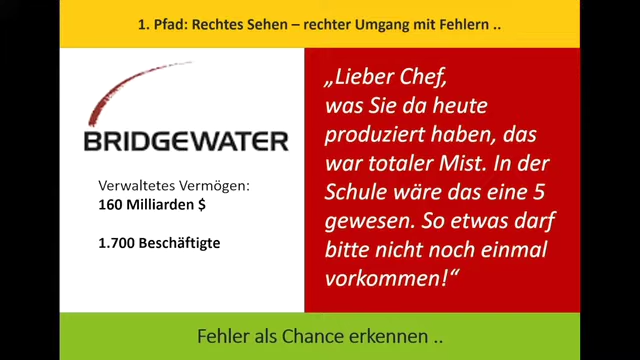 1. Pfad: Rechtes Sehen – rechter Umgang mit Fehlern ..
BRIDGEWATER
Verwaltetes Vermögen:
160 Milliarden $
1.700 Beschäftigte
„Lieber Chef,
was Sie da heute
produziert haben, das
war totaler Mist. In der
Schule wäre das eine 5
gewesen. So etwas darf
bitte nicht noch einmal
vorkommen!“
Fehler als Chance erkennen ..